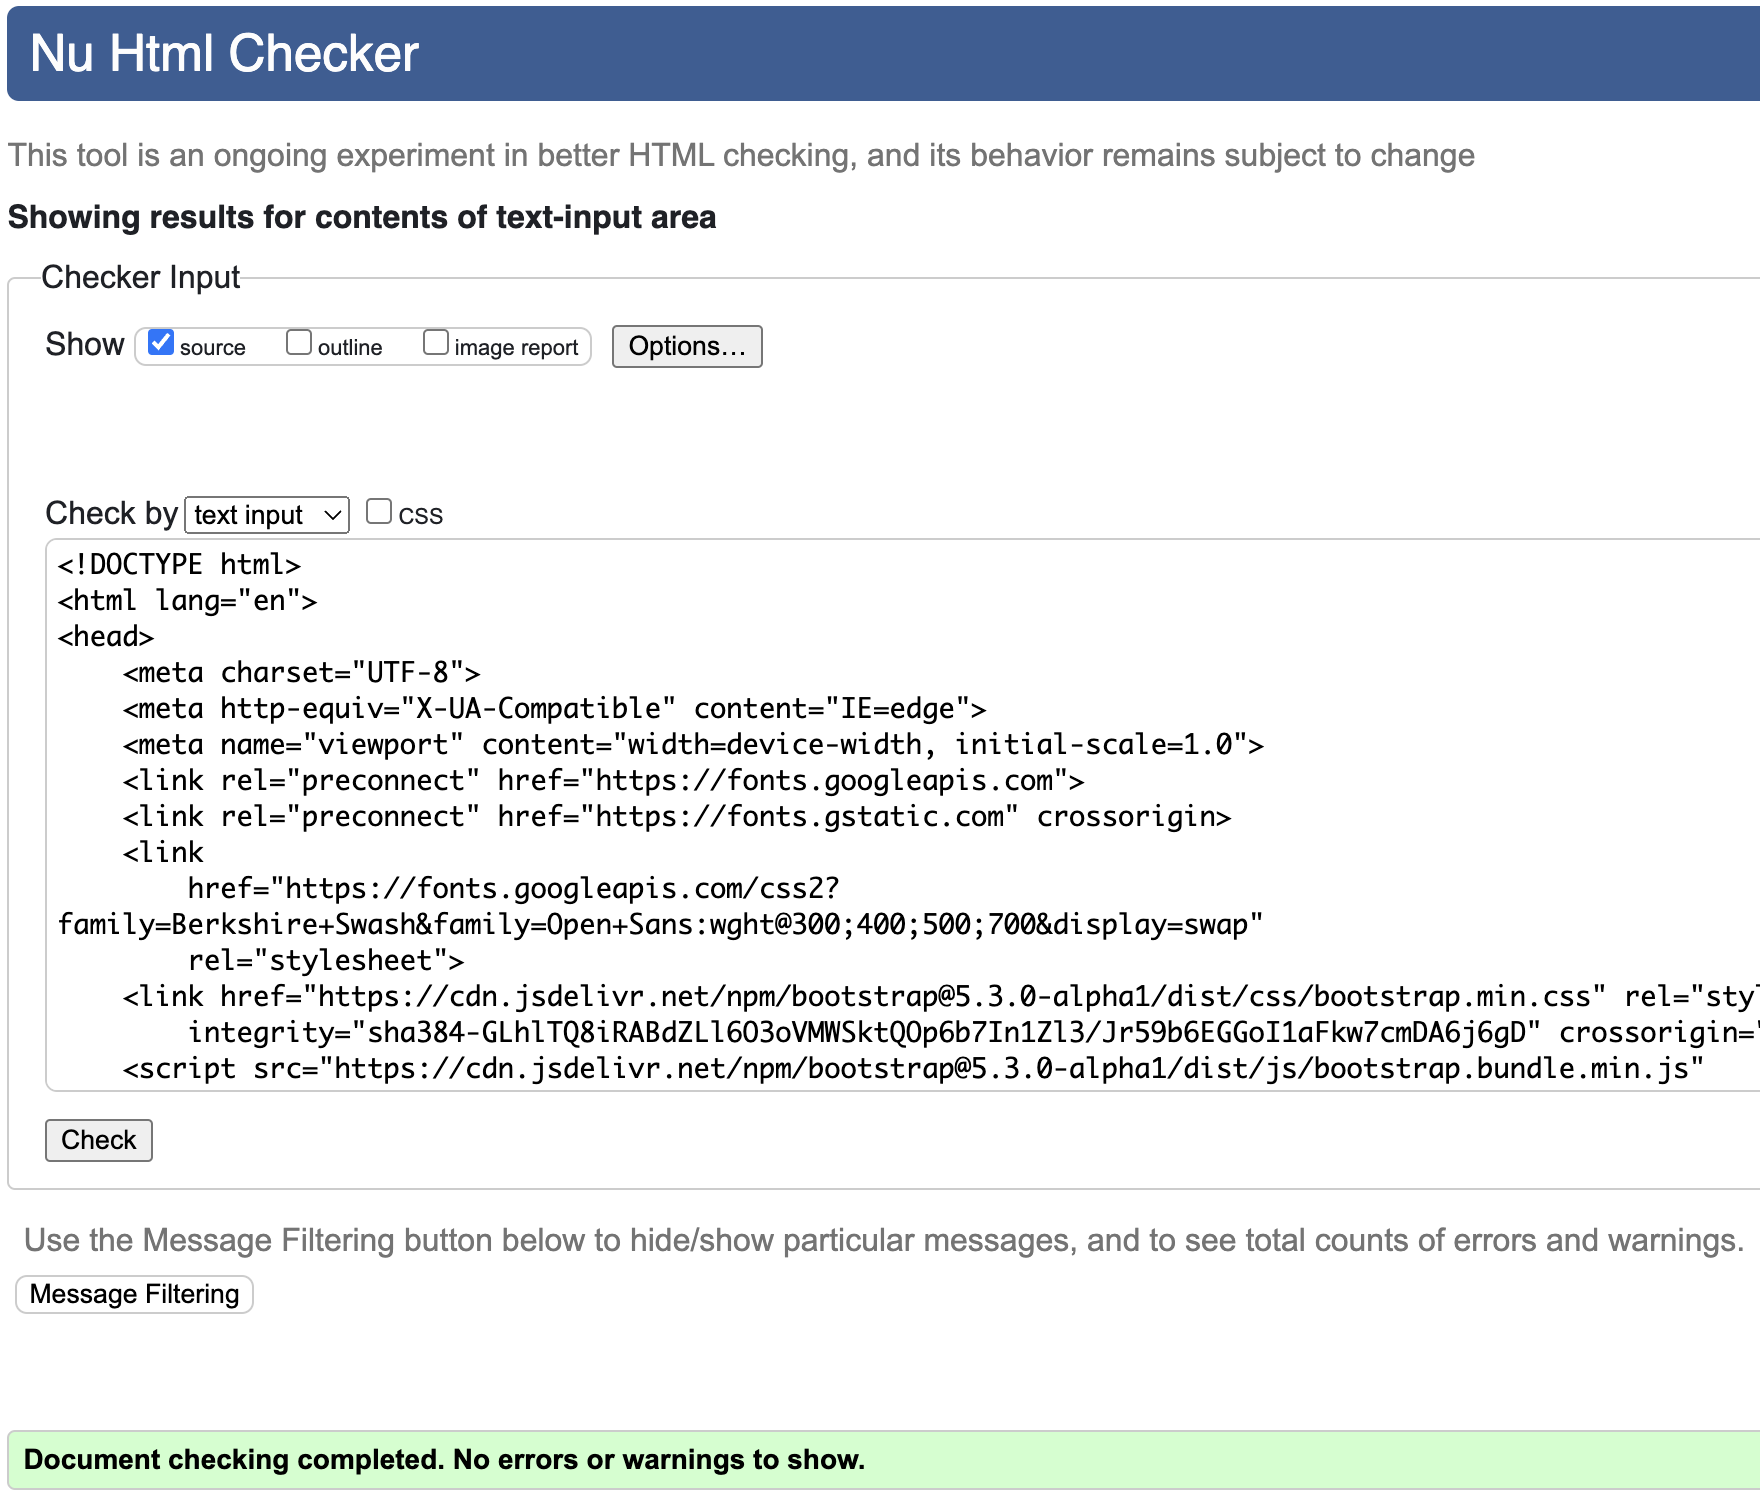 Nu Html Checker
This tool is an ongoing experiment in better HTML checking, and its behavior remains subject to change
Showing results for contents of text-input area
Checker Input
Show source outline image report Options...
Check by text input css
<!DOCTYPE html>
<html lang="en">
<head>
    <meta charset="UTF-8">
    <meta http-equiv="X-UA-Compatible" content="IE=edge">
    <meta name="viewport" content="width=device-width, initial-scale=1.0">
    <link rel="preconnect" href="https://fonts.googleapis.com">
    <link rel="preconnect" href="https://fonts.gstatic.com" crossorigin>
    <link
        href="https://fonts.googleapis.com/css2?
family=Berkshire+Swash&family=Open+Sans:wght@300;400;500;700&display=swap"
        rel="stylesheet">
    <link href="https://cdn.jsdelivr.net/npm/bootstrap@5.3.0-alpha1/dist/css/bootstrap.min.css" rel="sty
        integrity="sha384-GLhlTQ8iRABdZLl6O3oVMWSktQOp6b7In1Zl3/Jr59b6EGGoI1aFkw7cmDA6j6gD" crossorigin="
    <script src="https://cdn.jsdelivr.net/npm/bootstrap@5.3.0-alpha1/dist/js/bootstrap.bundle.min.js"
Check
Use the Message Filtering button below to hide/show particular messages, and to see total counts of errors and warnings.
Message Filtering
Document checking completed. No errors or warnings to show.